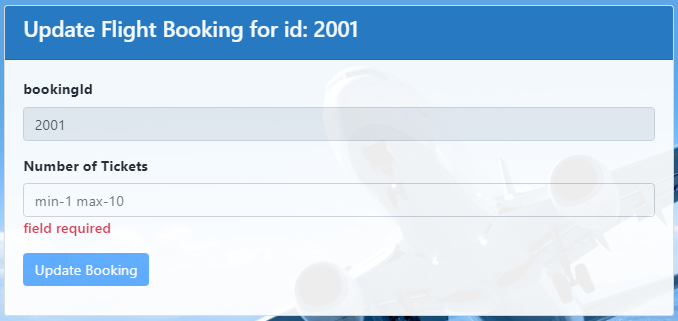 Update Flight Booking for id: 2001
bookingId
2001
Number of Tickets
min-1 max-10
field required
Update Booking